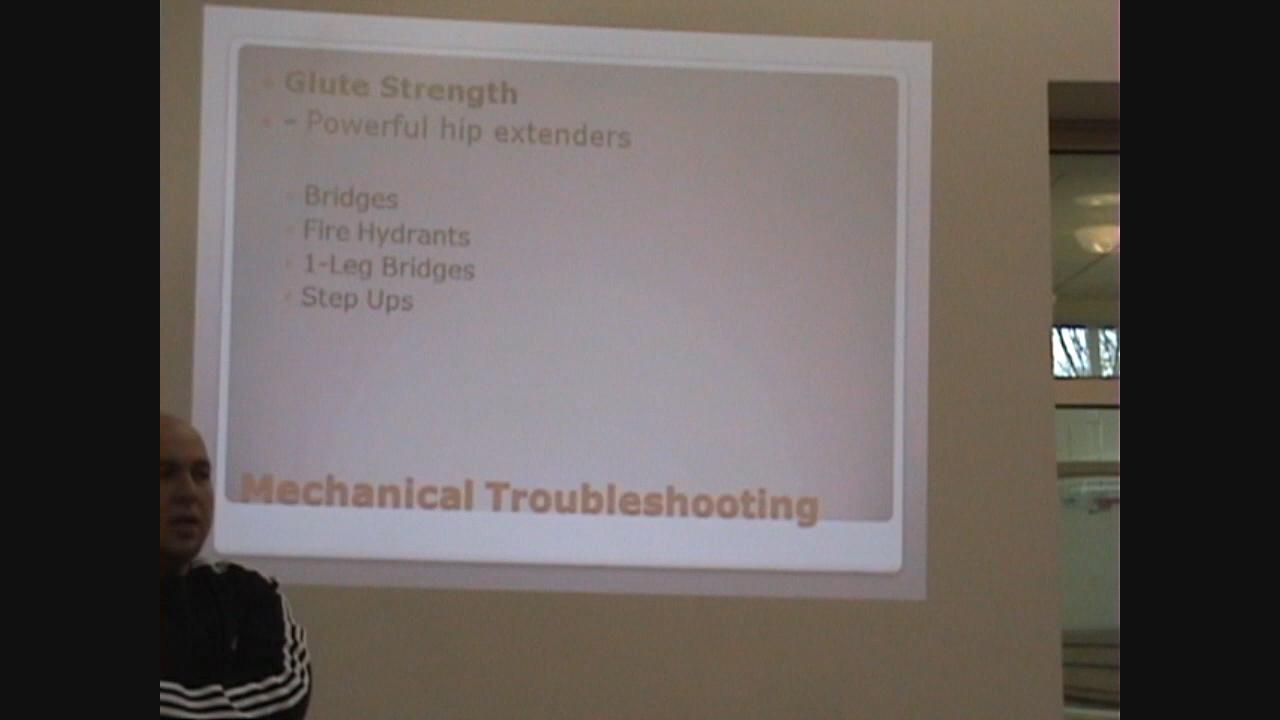 Glute Strength
- Powerful hip extenders
Bridges
Fire Hydrants
1-Leg Bridges
Step Ups
Mechanical Troubleshooting